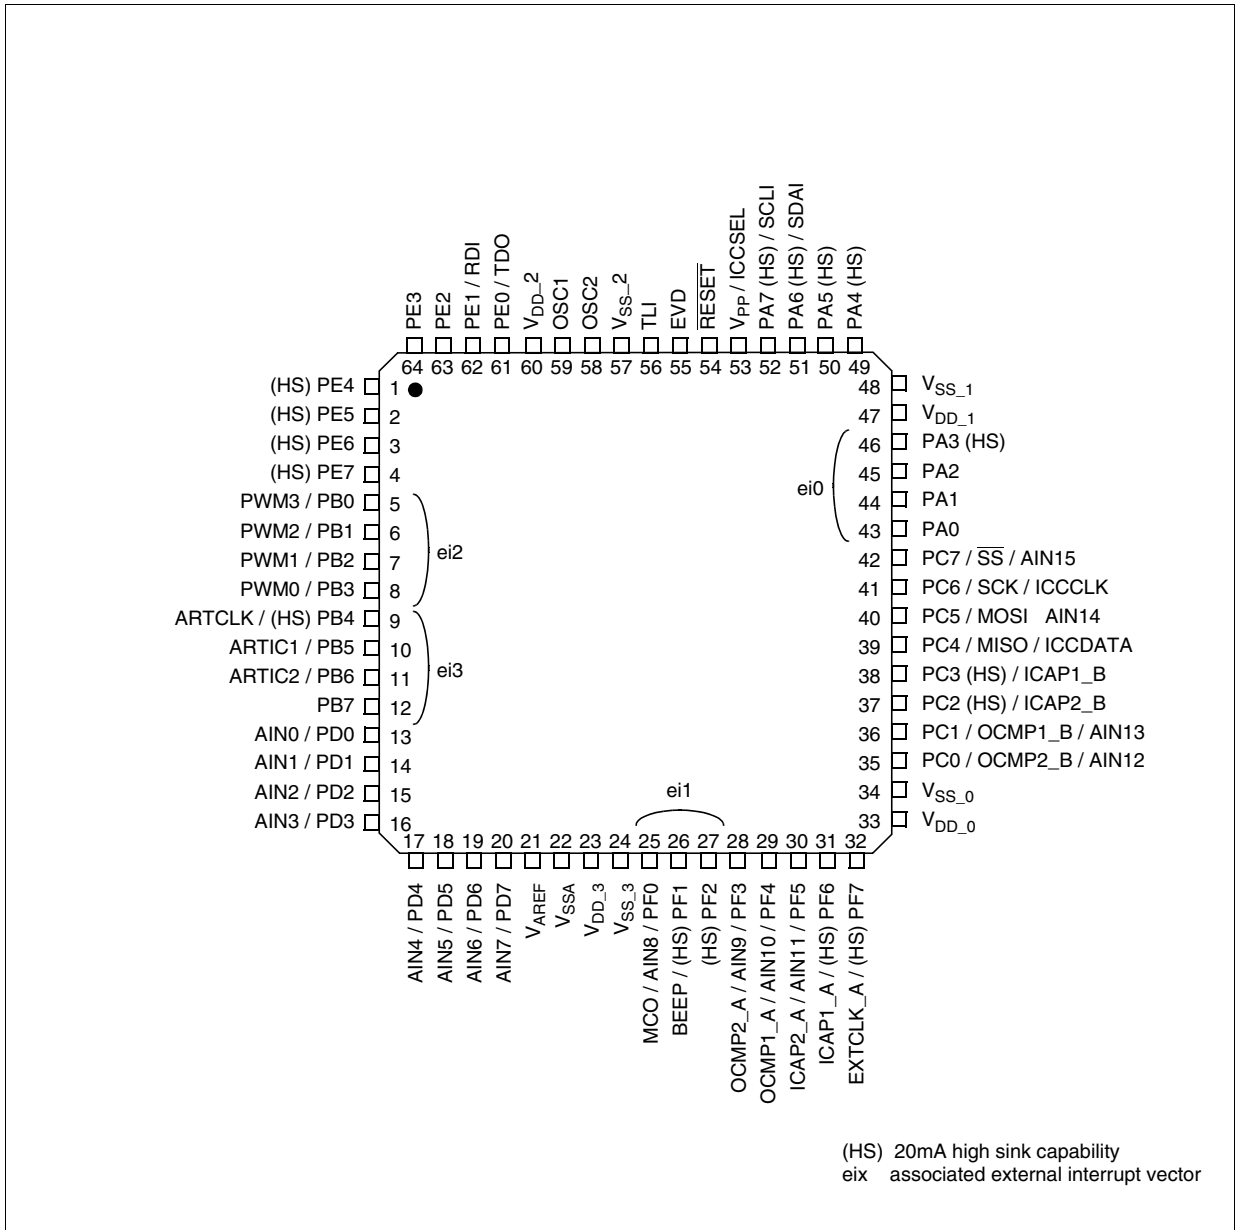 PE3
PE2
PE1 / RDI
PE0 / TDO
VDD_2
OSC1
OSC2
VSS_2
TLI
EVD
RESET
VPP / ICCSEL
PA7 (HS) / SCLI
PA6 (HS) / SDAI
PA5 (HS)
PA4 (HS)
64 63 62 61 60 59 58 57 56 55 54 53 52 51 50 49
(HS) PE4 1
(HS) PE5 2
(HS) PE6 3
(HS) PE7 4
PWM3 / PB0 5
PWM2 / PB1 6
PWM1 / PB2 7
PWM0 / PB3 8
ei2
ARTCLK / (HS) PB4 9
ARTIC1 / PB5 10
ARTIC2 / PB6 11
PB7 12
ei3
AIN0 / PD0 13
AIN1 / PD1 14
AIN2 / PD2 15
AIN3 / PD3 16
48 VSS_1
47 VDD_1
46 PA3 (HS)
45 PA2
ei0
44 PA1
43 PA0
42 PC7 / SS / AIN15
41 PC6 / SCK / ICCCLK
40 PC5 / MOSI AIN14
39 PC4 / MISO / ICCDATA
38 PC3 (HS) / ICAP1_B
37 PC2 (HS) / ICAP2_B
36 PC1 / OCMP1_B / AIN13
35 PC0 / OCMP2_B / AIN12
34 VSS_0
33 VDD_0
ei1
17 18 19 20 21 22 23 24 25 26 27 28 29 30 31 32
AIN4 / PD4
AIN5 / PD5
AIN6 / PD6
AIN7 / PD7
VAREF
VSSA
VDD_3
VSS_3
MCO / AIN8 / PF0
BEEP / (HS) PF1
(HS) PF2
OCMP2_A / AIN9 / PF3
OCMP1_A / AIN10 / PF4
ICAP2_A / AIN11 / PF5
ICAP1_A / (HS) PF6
EXTCLK_A / (HS) PF7
(HS) 20mA high sink capability
eix associated external interrupt vector